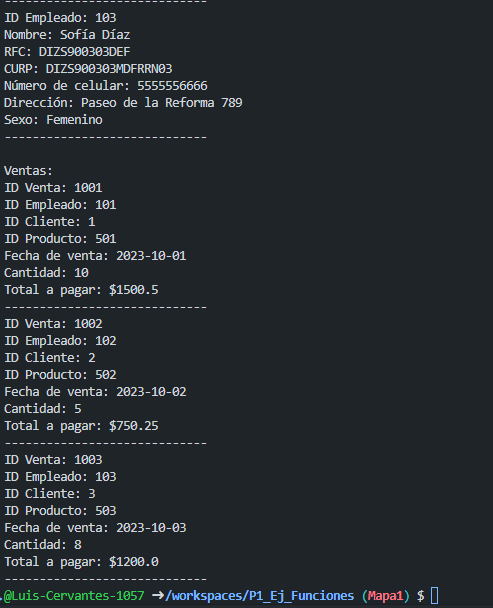 ------------------------------
ID Empleado: 103
Nombre: Sofía Díaz
RFC: DIZS900303DEF
CURP: DIZS900303MDFRRN03
Número de celular: 5555556666
Dirección: Paseo de la Reforma 789
Sexo: Femenino
------------------------------
Ventas:
ID Venta: 1001
ID Empleado: 101
ID Cliente: 1
ID Producto: 501
Fecha de venta: 2023-10-01
Cantidad: 10
Total a pagar: $1500.5
------------------------------
ID Venta: 1002
ID Empleado: 102
ID Cliente: 2
ID Producto: 502
Fecha de venta: 2023-10-02
Cantidad: 5
Total a pagar: $750.25
------------------------------
ID Venta: 1003
ID Empleado: 103
ID Cliente: 3
ID Producto: 503
Fecha de venta: 2023-10-03
Cantidad: 8
Total a pagar: $1200.0
------------------------------
.@Luis-Cervantes-1057 ➜/workspaces/P1_Ej_Funciones (Mapa1) $